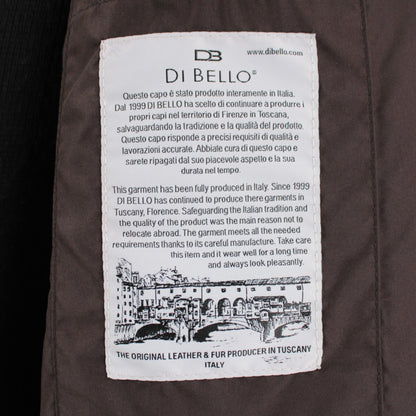 DB
www.dibello.com
DI BELLO®
Questo capo è stato prodotto interamente in Italia.
Dal 1999 DI BELLO ha scelto di continuare a produrre i
propri capi nel territorio di Firenze in Toscana,
salvaguardando la tradizione e la qualità del prodotto.
Questo capo risponde a precisi requisiti di qualità e
lavorazioni accurate. Abbiate cura di questo capo e
sarete ripagati dal suo piacevole aspetto e la sua
durata nel tempo.
This garment has been fully produced in Italy. Since 1999
DI BELLO has continued to produce there garments in
Tuscany, Florence. Safeguarding the Italian tradition and
the quality of the product was the main reason not to
relocate abroad. The garment meets all the needed
requirements thanks to its careful manufacture. Take care
this item and it wear well for a long time
and always look pleasantly.
THE ORIGINAL LEATHER & FUR PRODUCER IN TUSCANY
ITALY